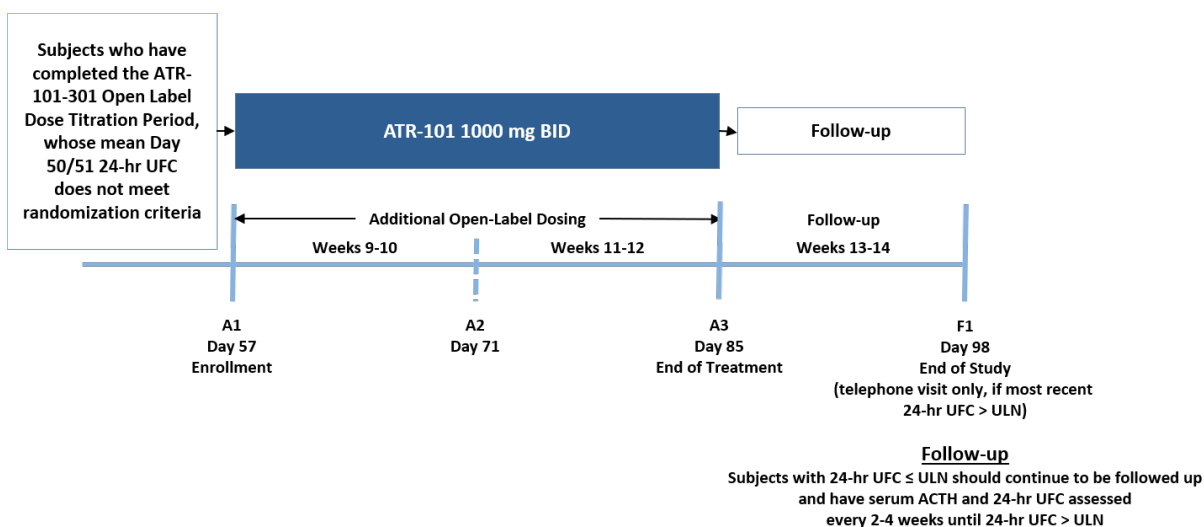 Subjects who have
completed the ATR-
101-301 Open Label
Dose Titration Period,
whose mean Day
50/51 24-hr UFC
does not meet
randomization criteria
ATR-101 1000 mg BID
Follow-up
Additional Open-Label Dosing
Follow-up
Weeks 9-10
Weeks 11-12
Weeks 13-14
A1
Day 57
Enrollment
A2
Day 71
A3
Day 85
End of Treatment
F1
Day 98
End of Study
(telephone visit only, if most recent
24-hr UFC > ULN)
Follow-up
Subjects with 24-hr UFC ≤ ULN should continue to be followed up
and have serum ACTH and 24-hr UFC assessed
every 2-4 weeks until 24-hr UFC > ULN